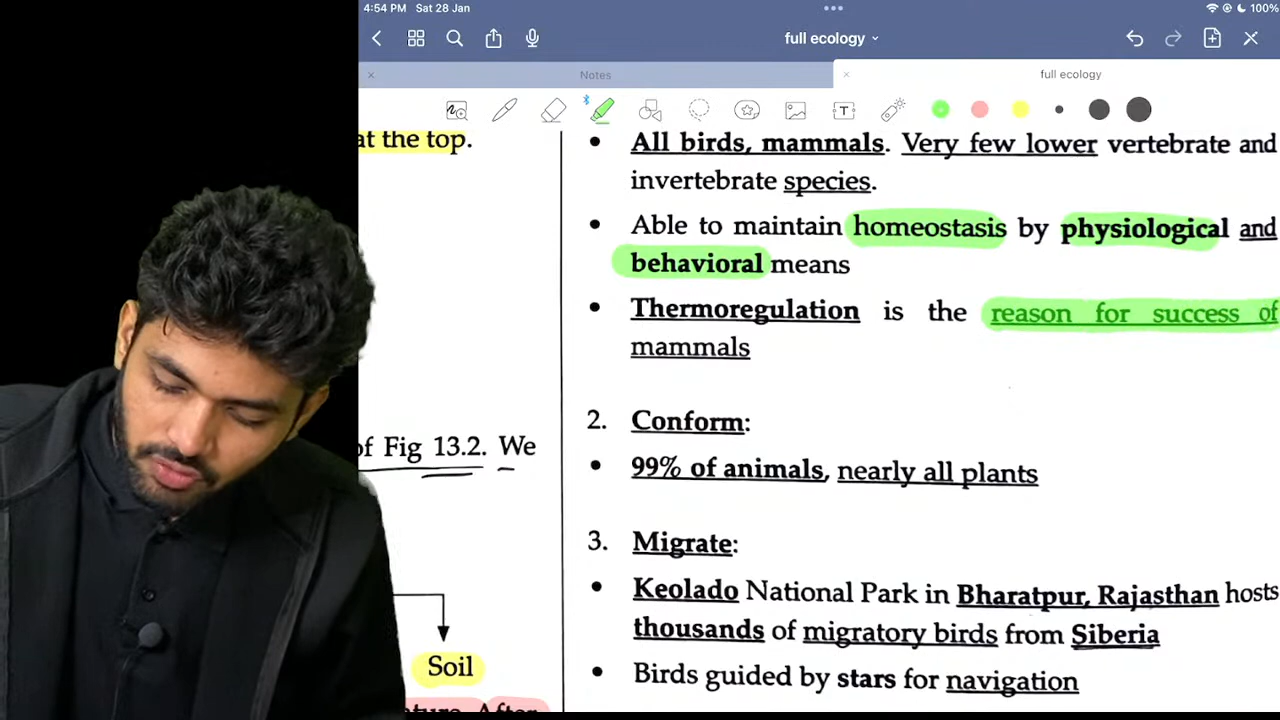 4:54 PM Sat 28 Jan
100%
full ecology
Notes
full ecology
at the top.
of Fig 13.2. We
Soil
• All birds, mammals. Very few lower vertebrate and
invertebrate species.
• Able to maintain homeostasis by physiological and
behavioral means
• Thermoregulation is the reason for success of
mammals
2. Conform:
• 99% of animals, nearly all plants
3. Migrate:
• Keolado National Park in Bharatpur, Rajasthan hosts
thousands of migratory birds from Siberia
• Birds guided by stars for navigation